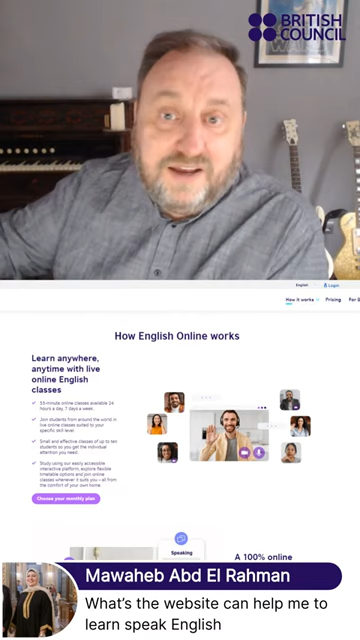 BRITISH
COUNCIL
English
Login
How it works
Pricing
How English Online works
Learn anywhere,
anytime with live
online English
classes
55-minute online classes available 24
hours a day, 7 days a week.
Join students from around the world in
live online classes suited to your
specific skill level.
Small and effective classes of up to ten
students so you get the individual
attention you need.
Study using our easily accessible
interactive platform, explore flexible
timetable options and join online
classes whenever it suits you – all from
the comfort of your own home.
Choose your monthly plan
Speaking
A 100% online
Mawaheb Abd El Rahman
What's the website can help me to
learn speak English